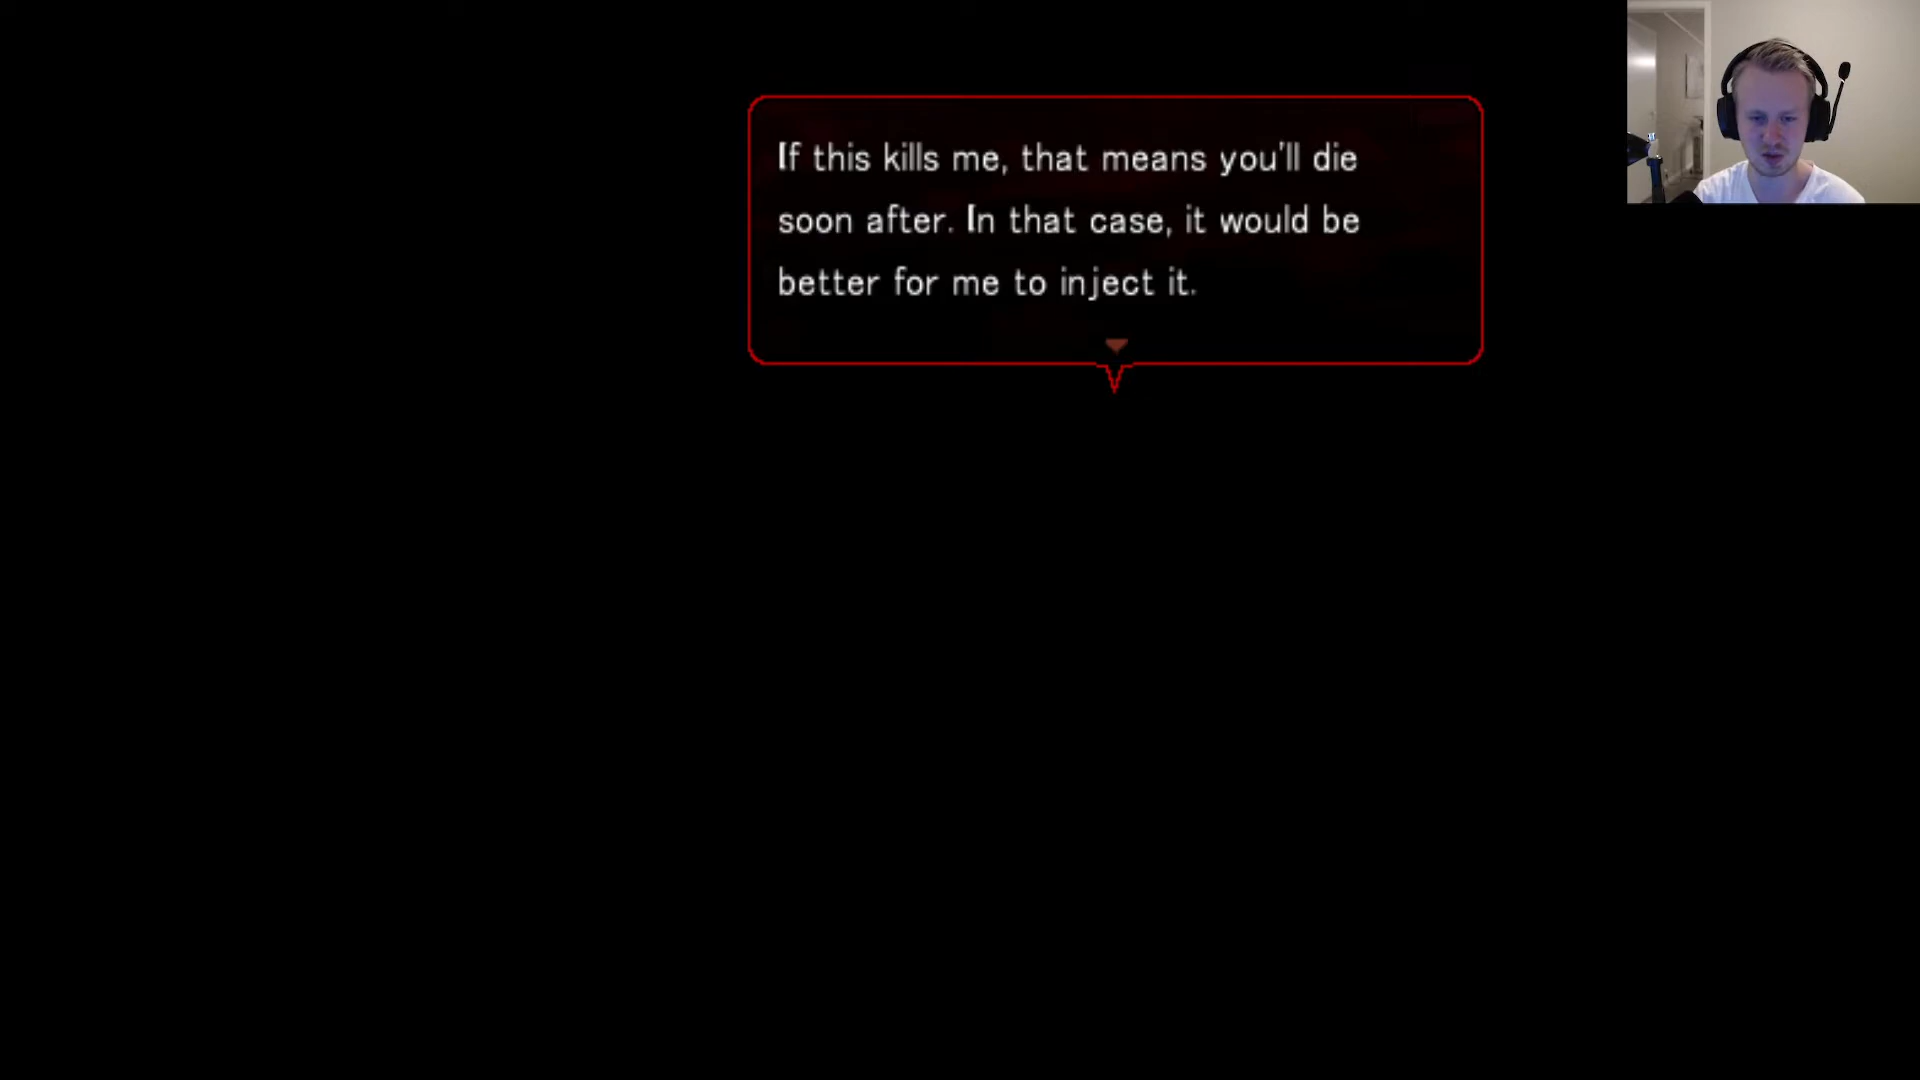 If this kills me, that means you'll die
soon after. In that case, it would be
better for me to inject it.